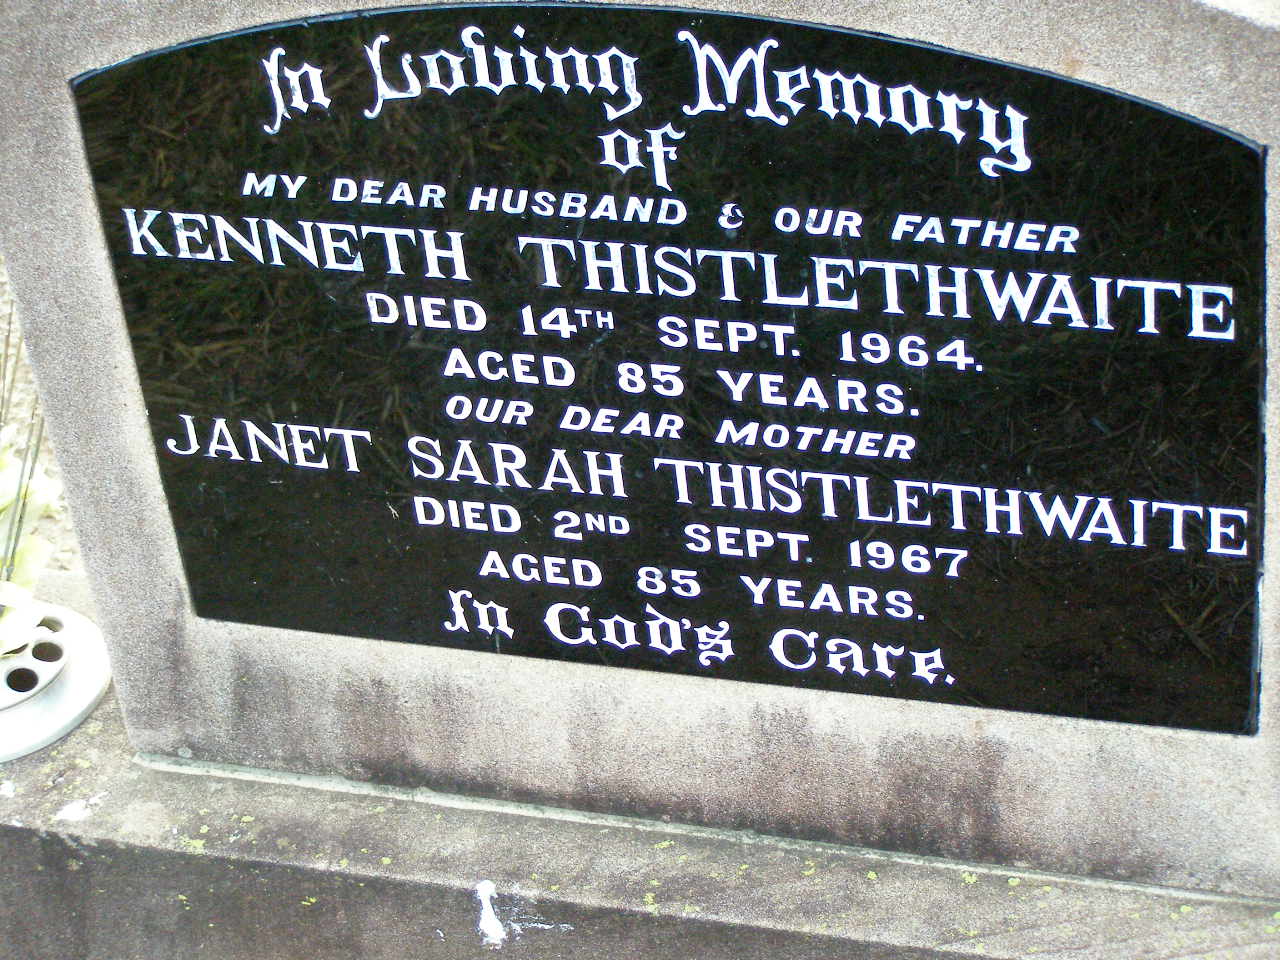 In Loving Memory
of
MY DEAR HUSBAND & OUR FATHER
KENNETH THISTLETHWAITE
DIED 14TH SEPT. 1964.
AGED 85 YEARS.
OUR DEAR MOTHER
JANET SARAH THISTLETHWAITE
DIED 2ND SEPT. 1967
AGED 85 YEARS.
In God's Care.